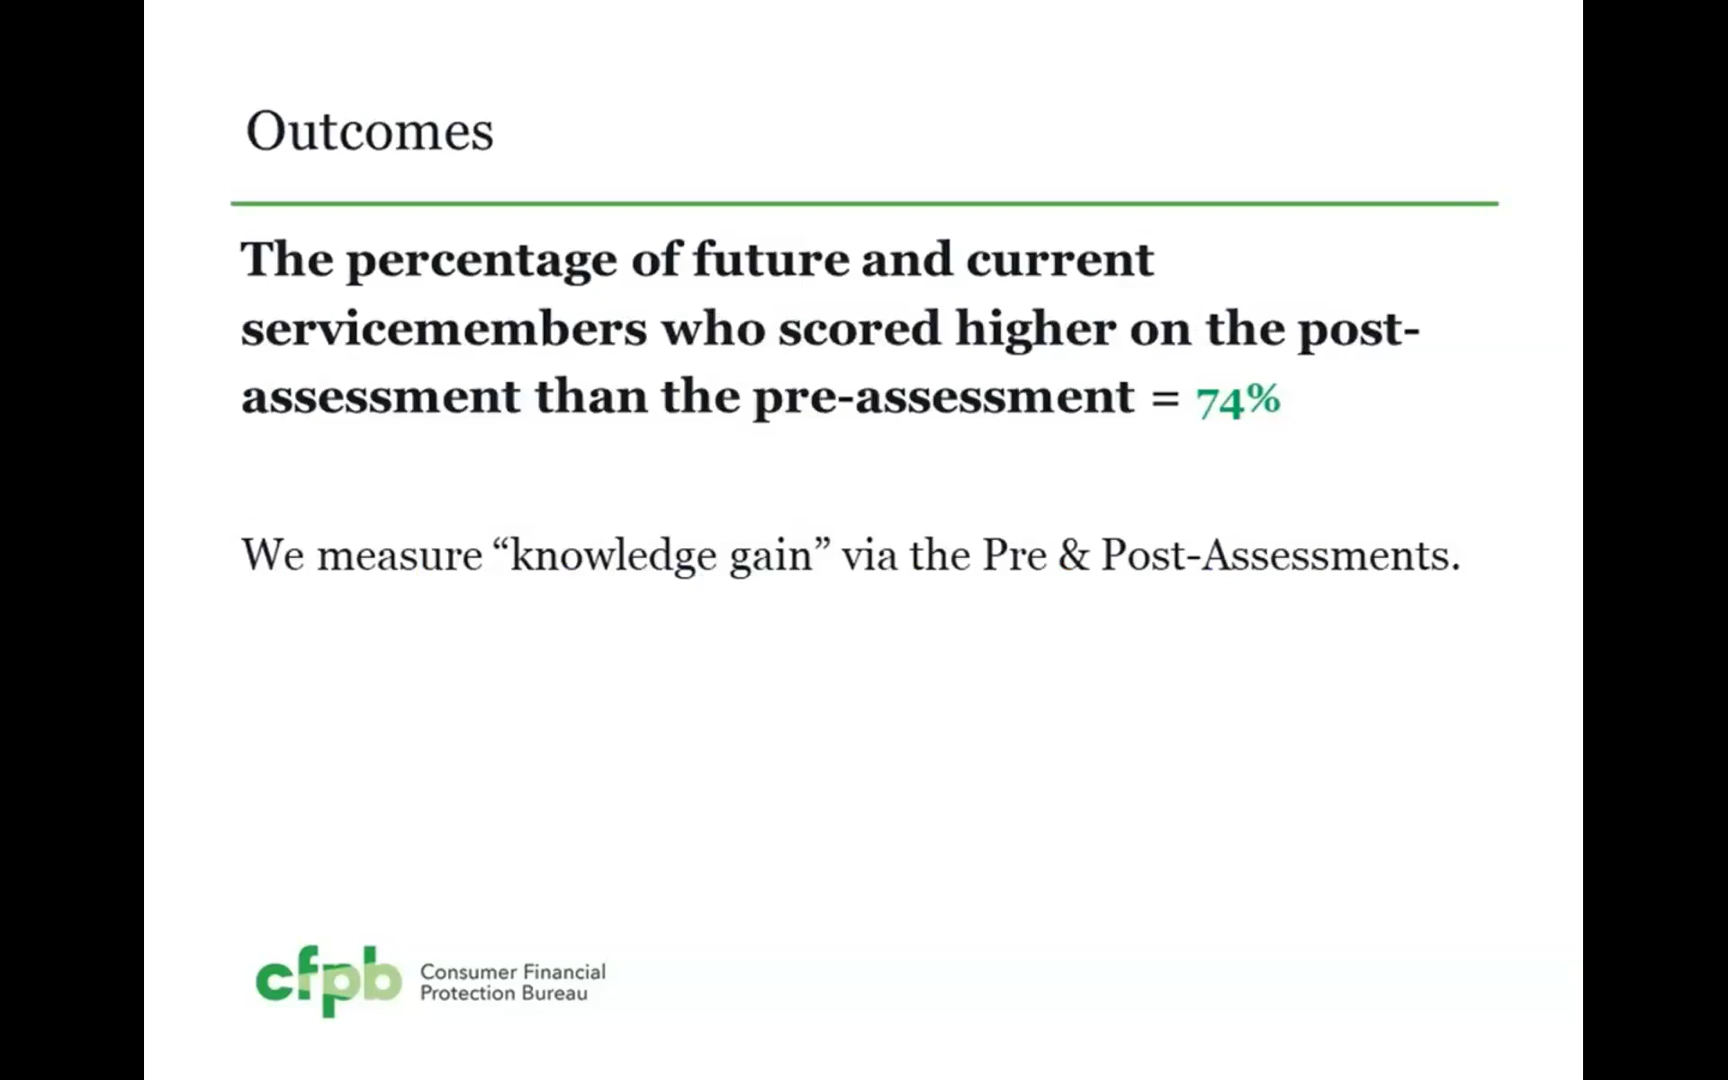 Outcomes
The percentage of future and current
servicemembers who scored higher on the post-
assessment than the pre-assessment = 74%
We measure “knowledge gain” via the Pre & Post-Assessments.
cfpb
Consumer Financial
Protection Bureau